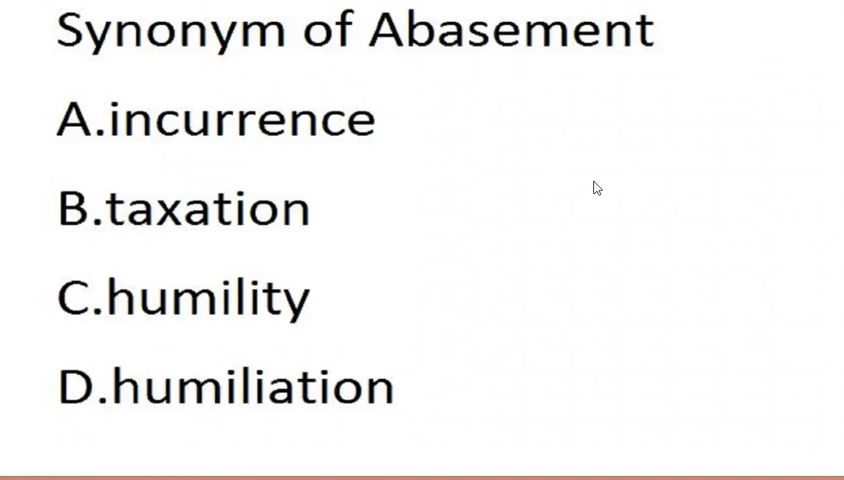 Synonym of Abasement
A.incurrence
B.taxation
C.humility
D.humiliation